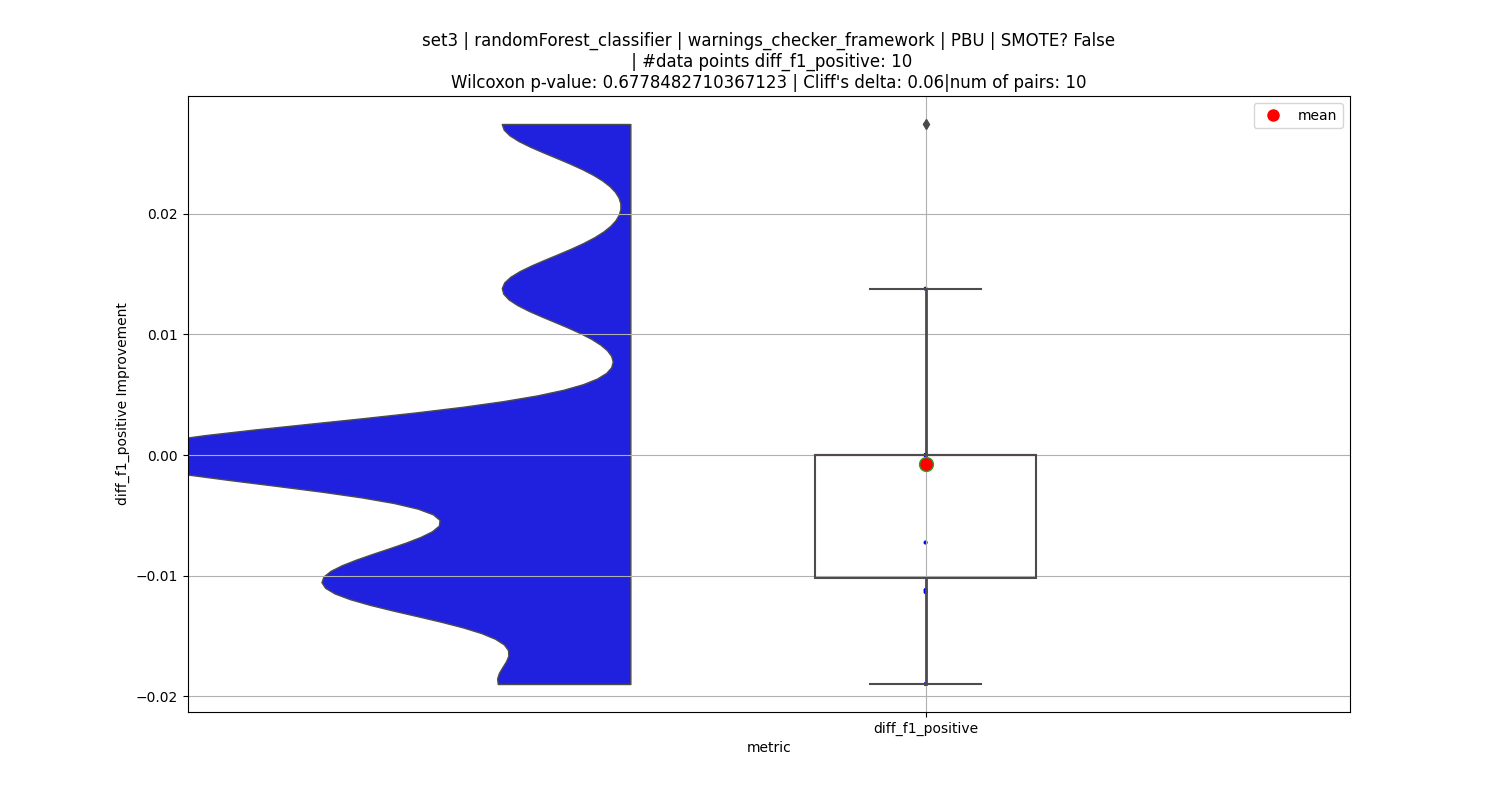 set3 | randomForest_classifier | warnings_checker_framework | PBU | SMOTE? False
| #data points diff_f1_positive: 10
Wilcoxon p-value: 0.6778482710367123 | Cliff's delta: 0.06|num of pairs: 10
mean
0.02
0.01
0.00
−0.01
−0.02
diff_f1_positive Improvement
diff_f1_positive
metric